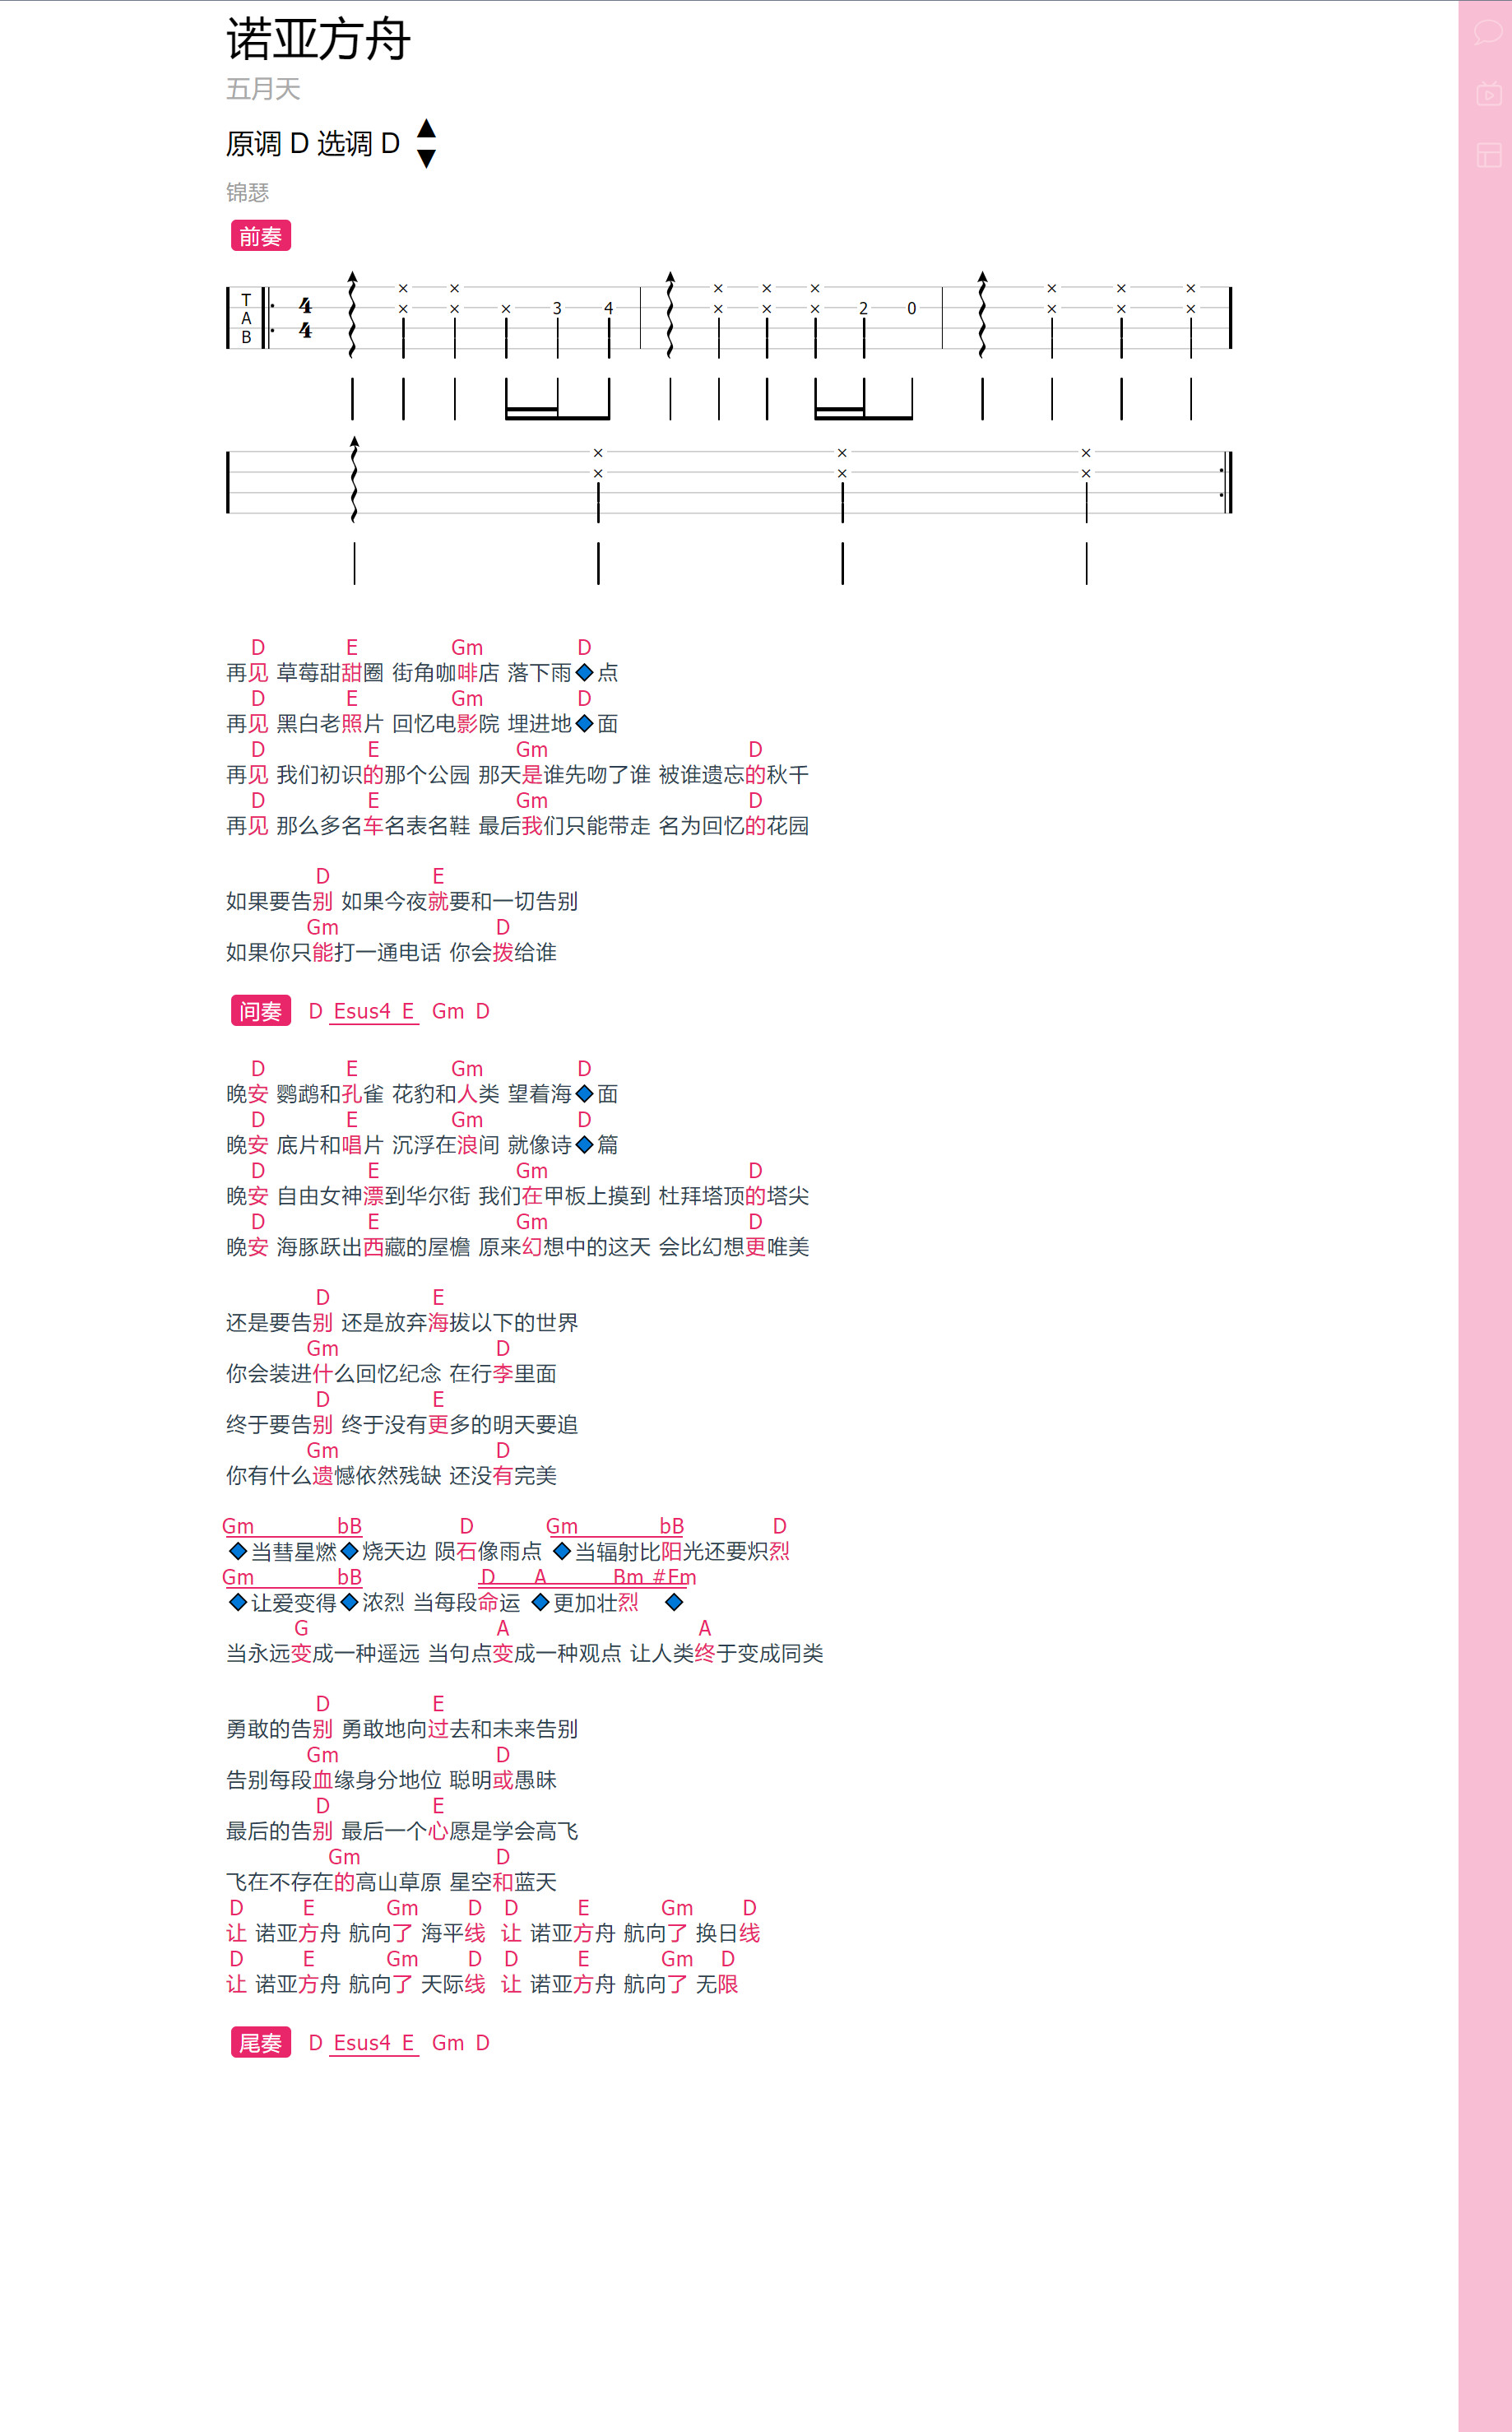 诺亚方舟
五月天
原调 D 选调 D ▲▼
锦瑟
前奏
T A B 4 4 × × × × × 3 4 × × × × × × 2 0 × × × × × ×
× × × × × ×
D E Gm D
再见 草莓甜甜圈 街角咖啡店 落下雨◆点
D E Gm D
再见 黑白老照片 回忆电影院 埋进地◆面
D E Gm D
再见 我们初识的那个公园 那天是谁先吻了谁 被谁遗忘的秋千
D E Gm D
再见 那么多名车名表名鞋 最后我们只能带走 名为回忆的花园
D E
如果要告别 如果今夜就要和一切告别
Gm D
如果你只能打一通电话 你会拨给谁
间奏 D Esus4 E Gm D
D E Gm D
晚安 鹦鹉和孔雀 花豹和人类 望着海◆面
D E Gm D
晚安 底片和唱片 沉浮在浪间 就像诗◆篇
D E Gm D
晚安 自由女神漂到华尔街 我们在甲板上摸到 杜拜塔顶的塔尖
D E Gm D
晚安 海豚跃出西藏的屋檐 原来幻想中的这天 会比幻想更唯美
D E
还是要告别 还是放弃海拔以下的世界
Gm D
你会装进什么回忆纪念 在行李里面
D E
终于要告别 终于没有更多的明天要追
Gm D
你有什么遗憾依然残缺 还没有完美
Gm bB D Gm bB D
◆当彗星燃◆烧天边 陨石像雨点 ◆当辐射比阳光还要炽烈
Gm bB D A Bm #Fm
◆让爱变得◆浓烈 当每段命运 ◆更加壮烈 ◆
G A A
当永远变成一种遥远 当句点变成一种观点 让人类终于变成同类
D E
勇敢的告别 勇敢地向过去和未来告别
Gm D
告别每段血缘身分地位 聪明或愚昧
D E
最后的告别 最后一个心愿是学会高飞
Gm D
飞在不存在的高山草原 星空和蓝天
D E Gm D D E Gm D
让 诺亚方舟 航向了 海平线 让 诺亚方舟 航向了 换日线
D E Gm D D E Gm D
让 诺亚方舟 航向了 天际线 让 诺亚方舟 航向了 无限
尾奏 D Esus4 E Gm D